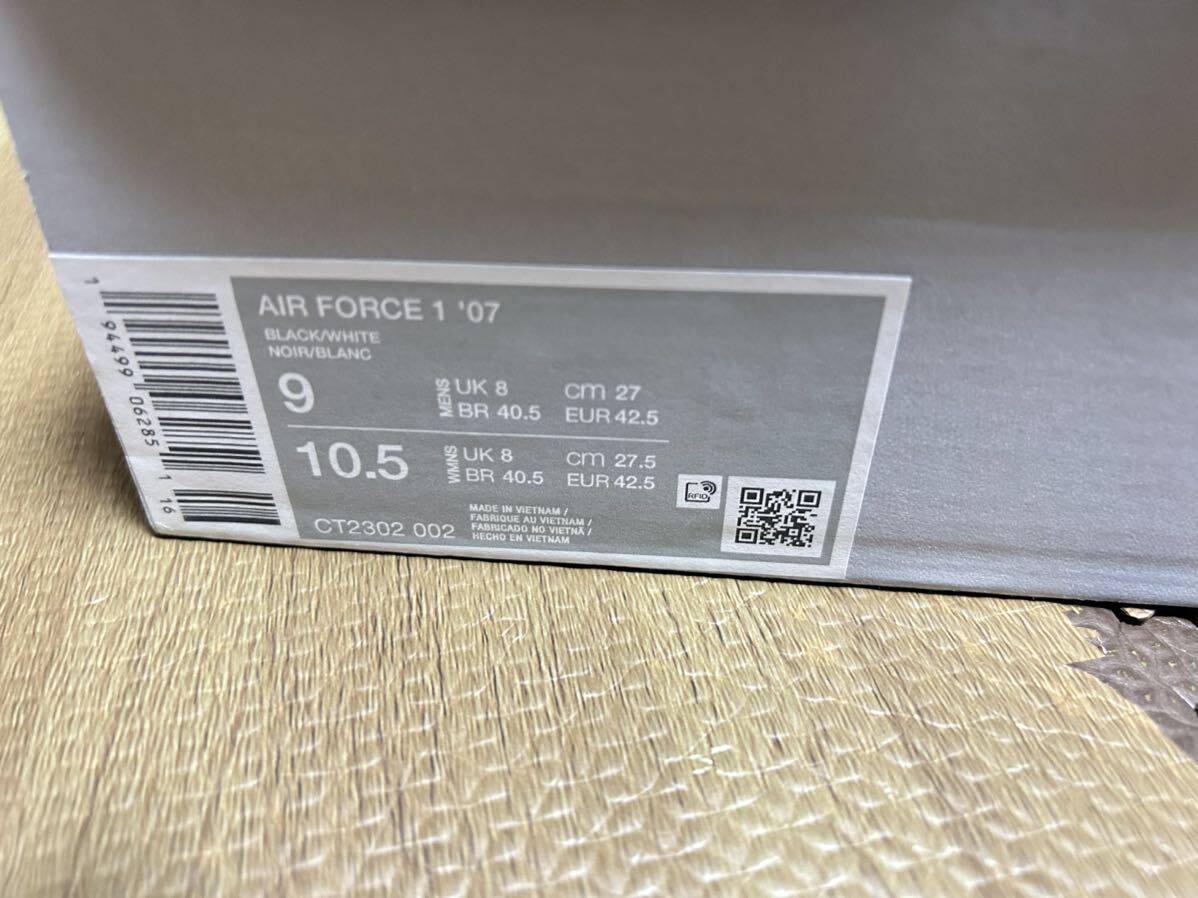 AIR FORCE 1 '07
BLACK/WHITE
NOIR/BLANC
9 MENS UK 8 cm 27
BR 40.5 EUR 42.5
10.5 WMNS UK 8 cm 27.5
BR 40.5 EUR 42.5
CT2302 002
MADE IN VIETNAM /
FABRIQUE AU VIETNAM /
FABRICADO NO VIETNÃ /
HECHO EN VIETNAM
RFID
1 94499 06285 1 16